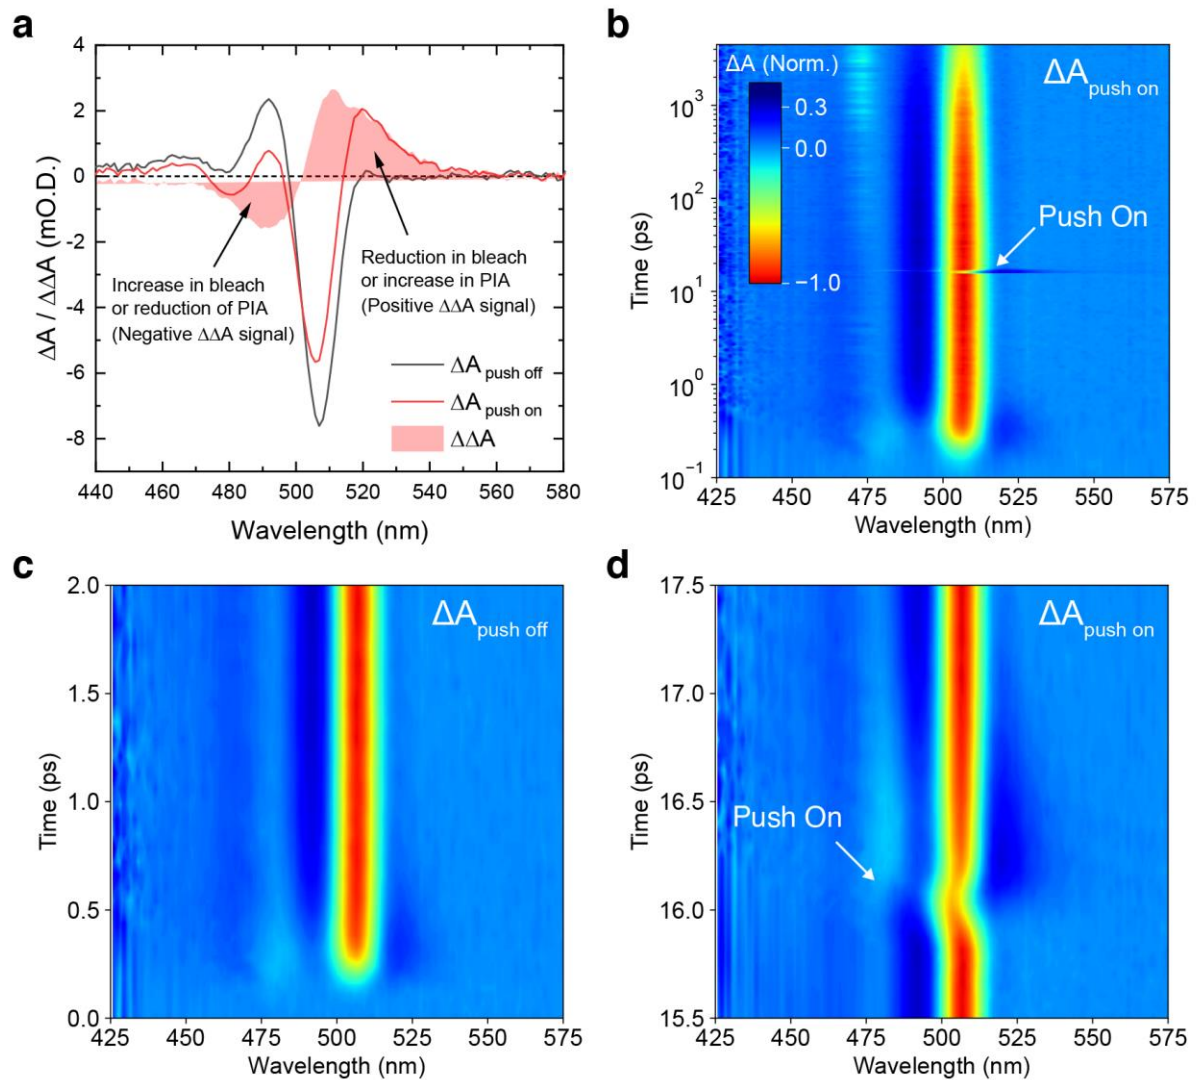 a
4
2
0
-2
-4
-6
-8
ΔA / ΔΔA (mO.D.)
Increase in bleach
or reduction of PIA
(Negative ΔΔA signal)
Reduction in bleach
or increase in PIA
(Positive ΔΔA signal)
ΔA push off
ΔA push on
ΔΔA
440 460 480 500 520 540 560 580
Wavelength (nm)
b
ΔA (Norm.)
0.3
0.0
−1.0
ΔA push on
Push On
10³
10²
10¹
10⁰
10⁻¹
Time (ps)
425 450 475 500 525 550 575
Wavelength (nm)
c
ΔA push off
2.0
1.5
1.0
0.5
0.0
Time (ps)
425 450 475 500 525 550 575
Wavelength (nm)
d
ΔA push on
Push On
17.5
17.0
16.5
16.0
15.5
Time (ps)
425 450 475 500 525 550 575
Wavelength (nm)